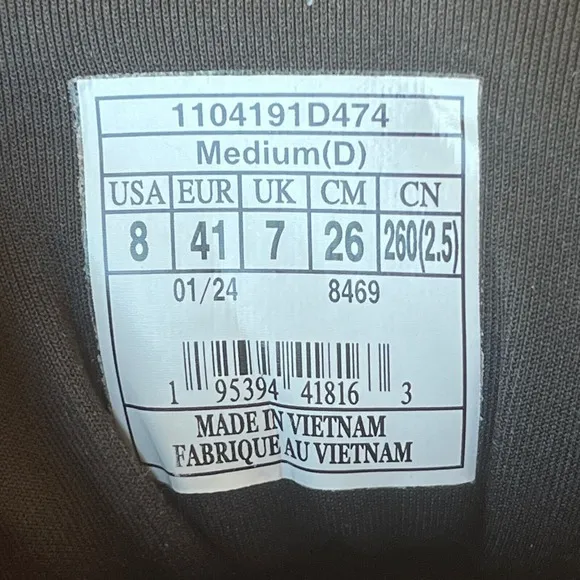 1104191D474
Medium(D)
USA EUR UK CM CN
8 41 7 26 260(2.5)
01/24 8469
1 95394 41816 3
MADE IN VIETNAM
FABRIQUE AU VIETNAM